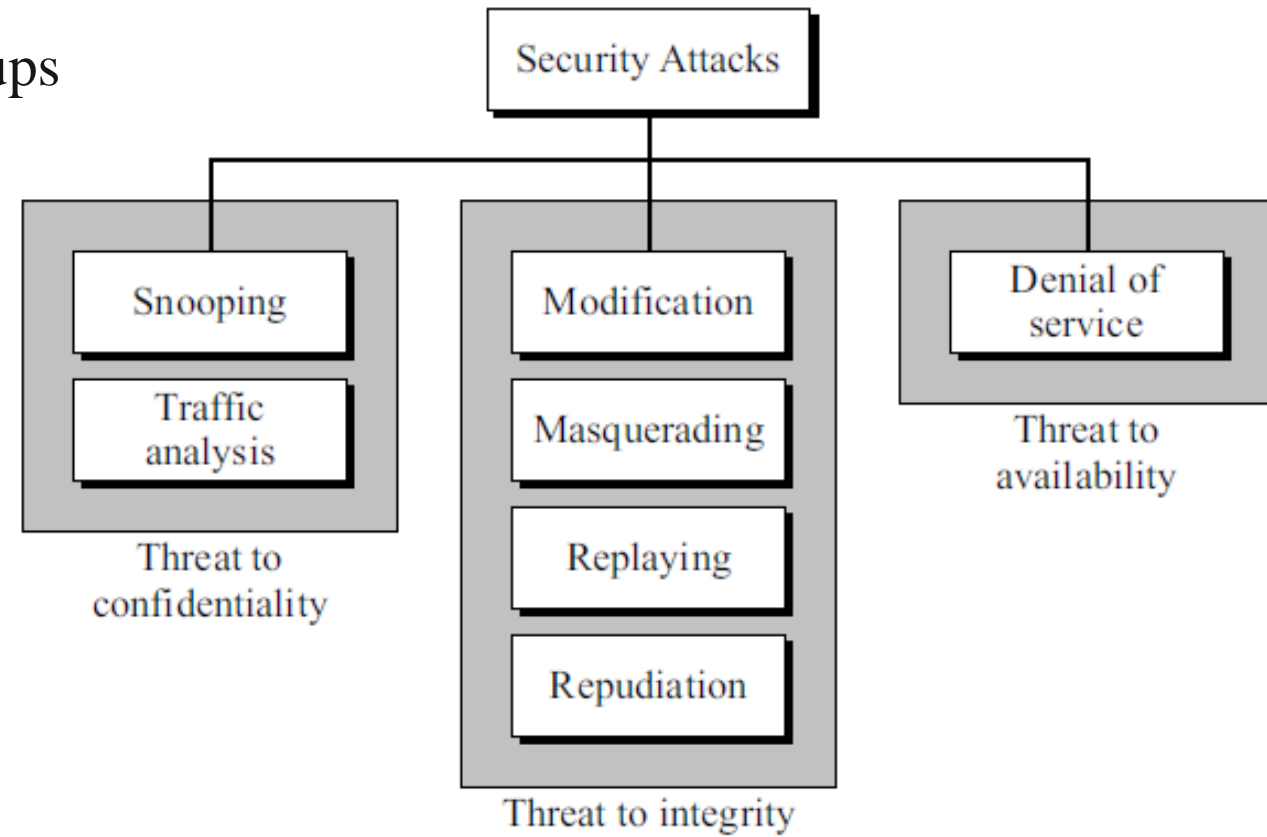 ups
Security Attacks
Snooping
Traffic
analysis
Threat to
confidentiality
Modification
Masquerading
Replaying
Repudiation
Threat to integrity
Denial of
service
Threat to
availability